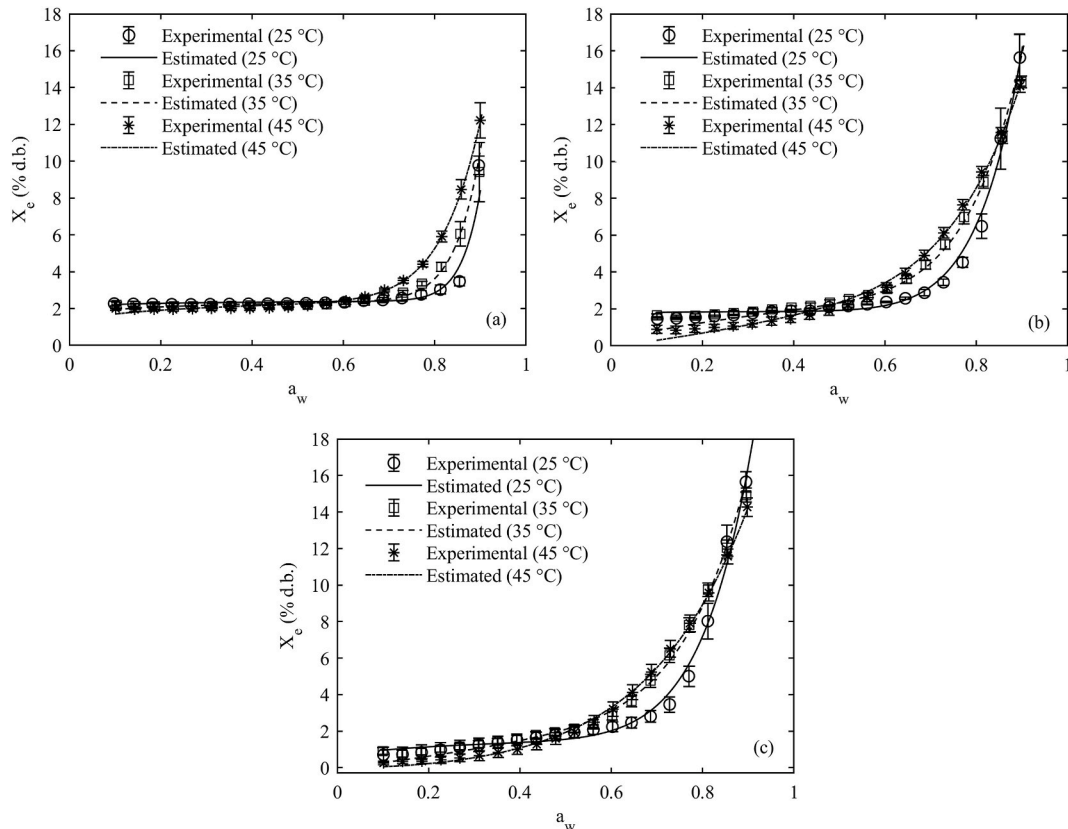 18
16
14
12
10
8
6
4
2
0
X_e (% d.b.)
Experimental (25 °C)
Estimated (25 °C)
Experimental (35 °C)
Estimated (35 °C)
Experimental (45 °C)
Estimated (45 °C)
(a)
0 0.2 0.4 0.6 0.8 1
a_w
18
16
14
12
10
8
6
4
2
0
X_e (% d.b.)
Experimental (25 °C)
Estimated (25 °C)
Experimental (35 °C)
Estimated (35 °C)
Experimental (45 °C)
Estimated (45 °C)
(b)
0 0.2 0.4 0.6 0.8 1
a_w
18
16
14
12
10
8
6
4
2
0
X_e (% d.b.)
Experimental (25 °C)
Estimated (25 °C)
Experimental (35 °C)
Estimated (35 °C)
Experimental (45 °C)
Estimated (45 °C)
(c)
0 0.2 0.4 0.6 0.8 1
a_w